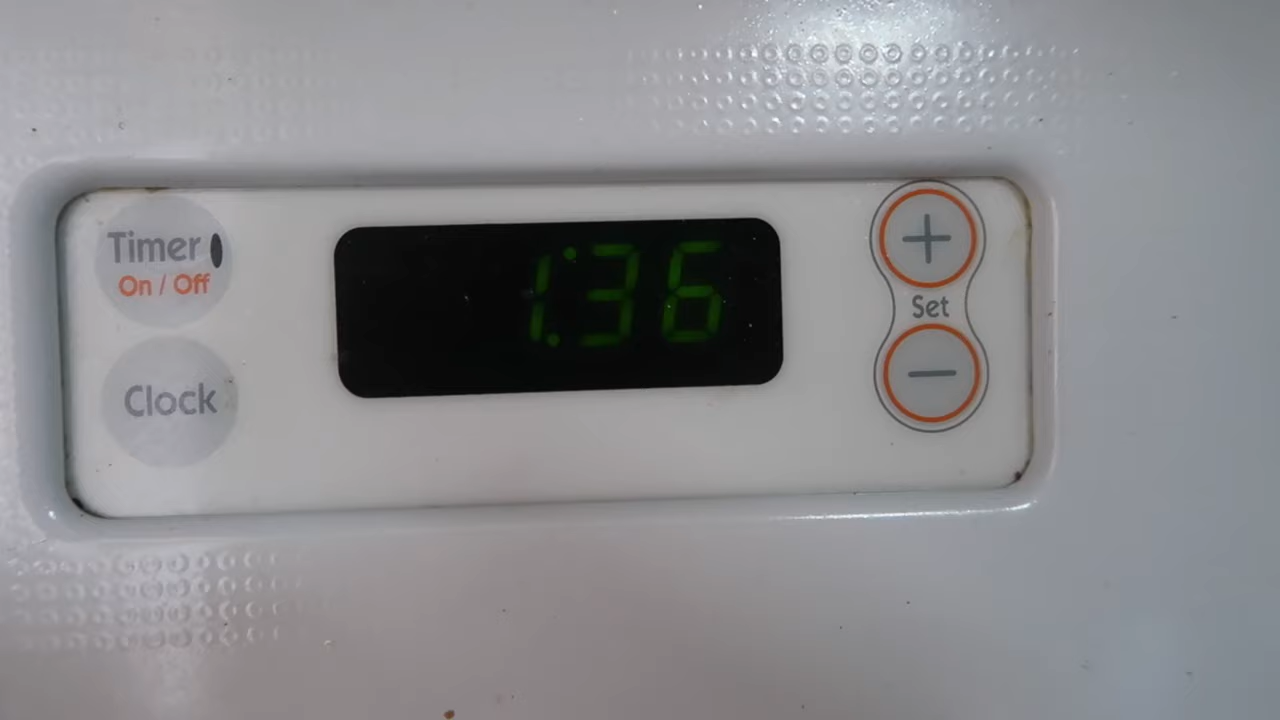 Timer
On / Off
Clock
1:36
+
Set
−